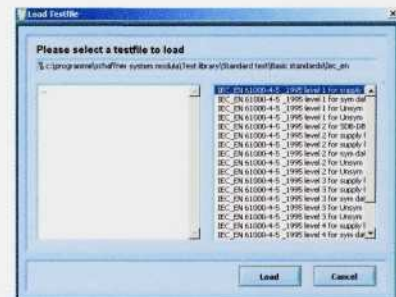 Load Testfile
Please select a testfile to load
c:\programme\schaffner system modula\Test library\Standard test\Basic standards\Iec_en
..
IEC_EN 61000-4-5 _1995 level 1 for supply l
IEC_EN 61000-4-5 _1995 level 1 for sym dat
IEC_EN 61000-4-5 _1995 level 1 for Unsym
IEC_EN 61000-4-5 _1995 level 1 for Unsym
IEC_EN 61000-4-5 _1995 level 2 for SDB-DB
IEC_EN 61000-4-5 _1995 level 2 for supply l
IEC_EN 61000-4-5 _1995 level 2 for supply l
IEC_EN 61000-4-5 _1995 level 2 for sym dat
IEC_EN 61000-4-5 _1995 level 2 for Unsym
IEC_EN 61000-4-5 _1995 level 2 for Unsym
IEC_EN 61000-4-5 _1995 level 3 for supply l
IEC_EN 61000-4-5 _1995 level 3 for supply l
IEC_EN 61000-4-5 _1995 level 3 for sym dat
IEC_EN 61000-4-5 _1995 level 3 for Unsym
IEC_EN 61000-4-5 _1995 level 3 for Unsym
IEC_EN 61000-4-5 _1995 level 4 for supply l
IEC_EN 61000-4-5 _1995 level 4 for sym dat
Load
Cancel